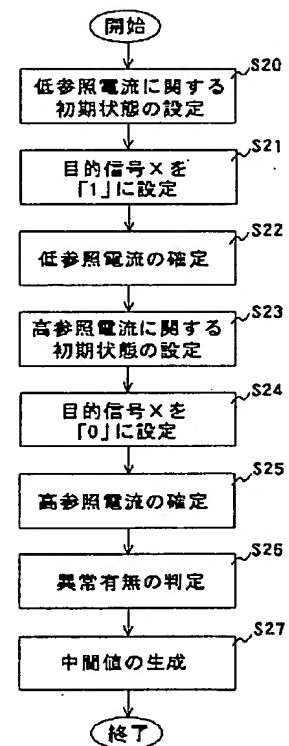 開始
S20
低参照電流に関する
初期状態の設定
S21
目的信号Xを
「1」に設定
S22
低参照電流の確定
S23
高参照電流に関する
初期状態の設定
S24
目的信号Xを
「0」に設定
S25
高参照電流の確定
S26
異常有無の判定
S27
中間値の生成
終了